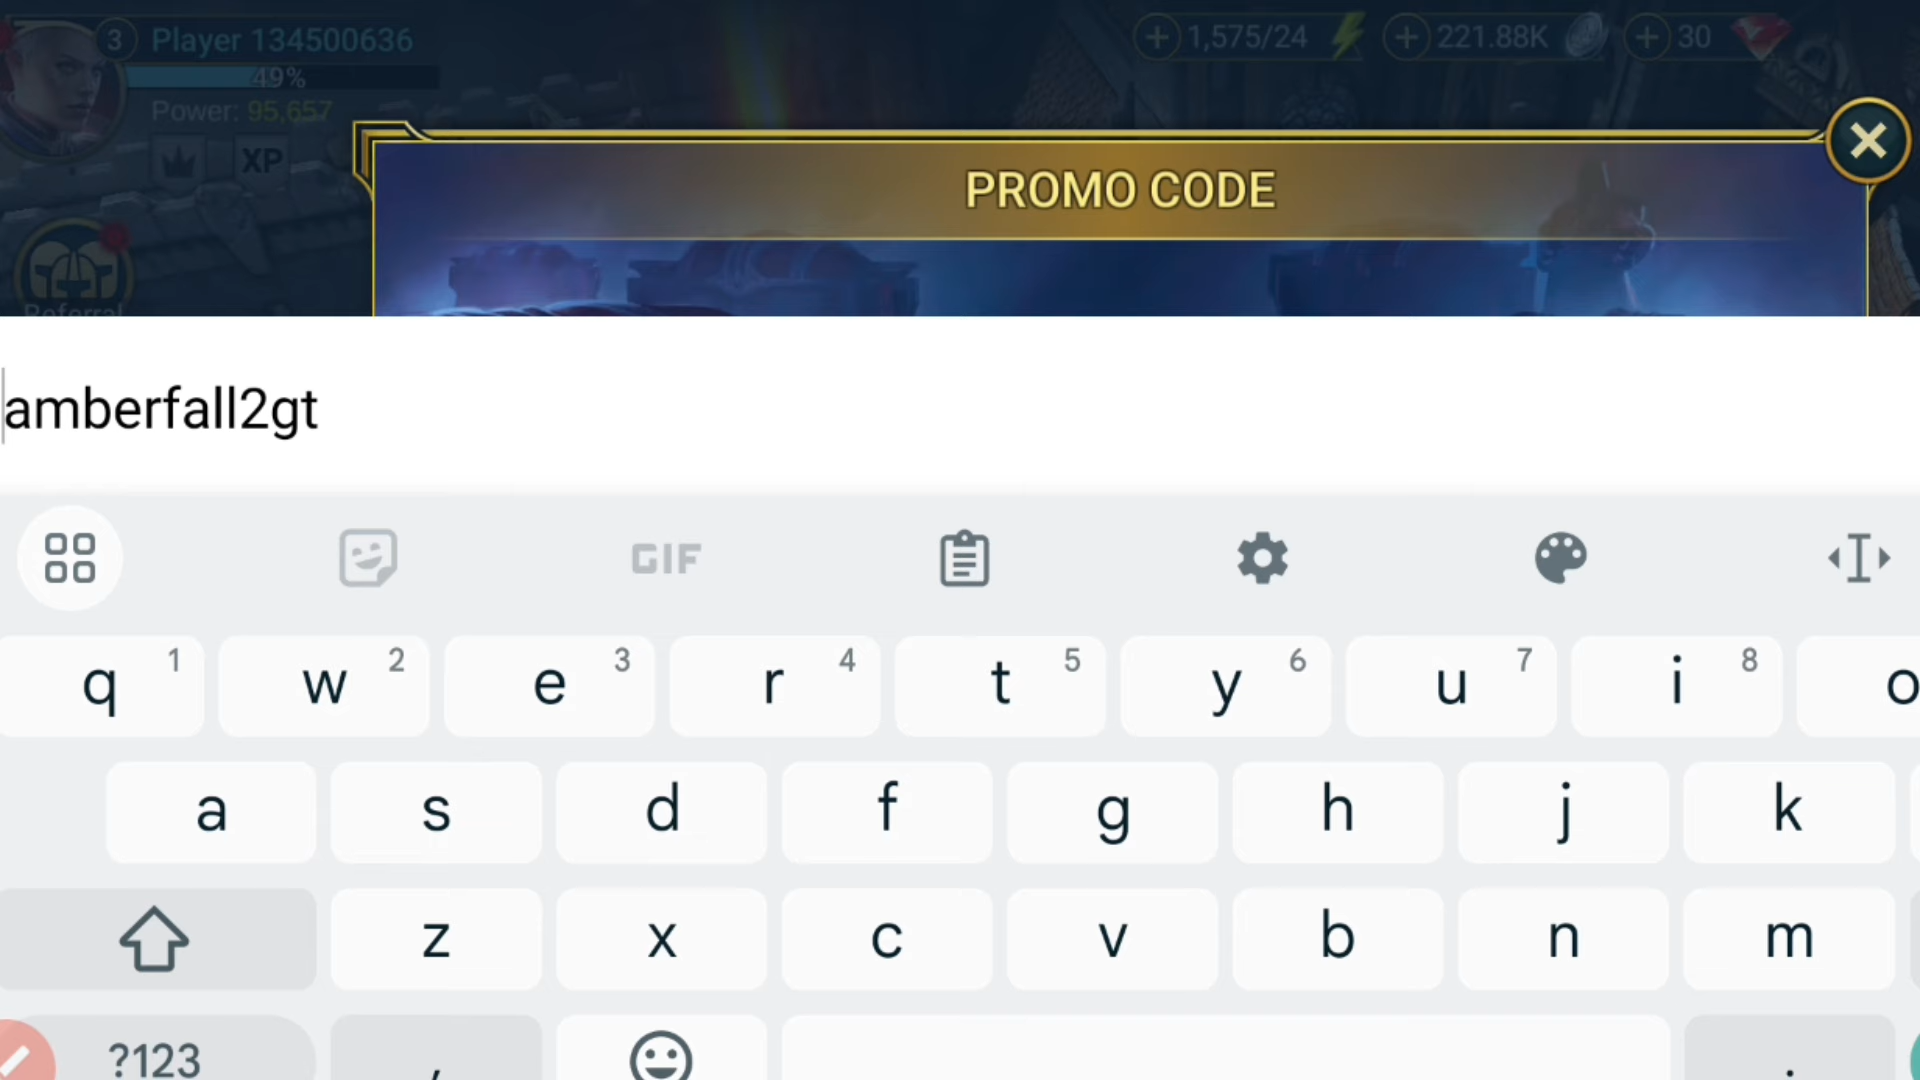 3 Player 134500636
49%
Power: 95,657
XP
1,575/24
221.88K
30
Referral
PROMO CODE
amberfall2gt
GIF
q 1 w 2 e 3 r 4 t 5 y 6 u 7 i 8 o
a s d f g h j k
z x c v b n m
?123 , .